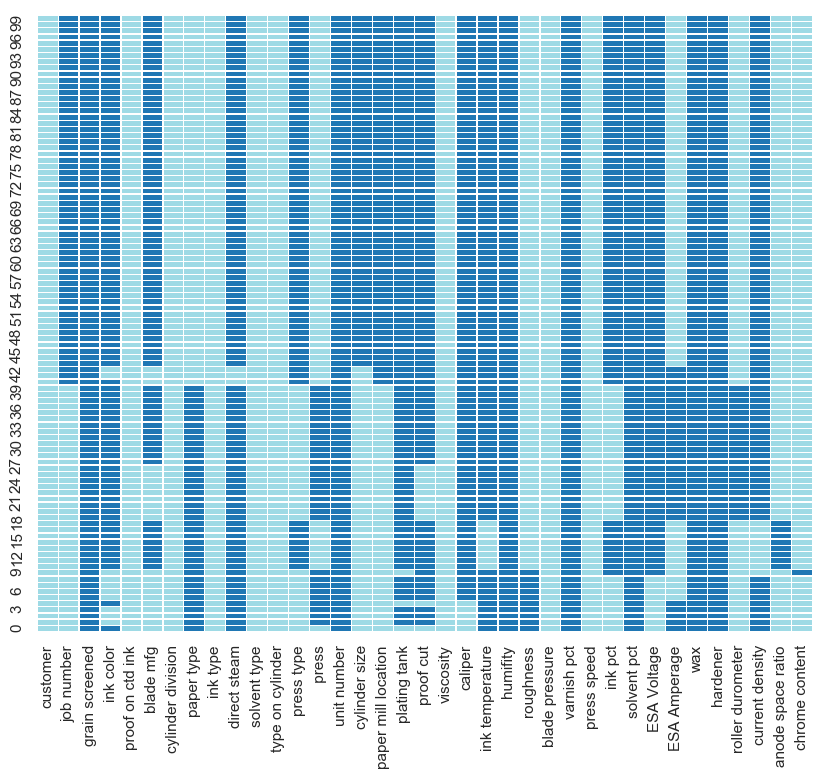 99
96
93
90
87
84
81
78
75
72
69
66
63
60
57
54
51
48
45
42
39
36
33
30
27
24
21
18
15
12
9
6
3
0
customer
job number
grain screened
ink color
proof on ctd ink
blade mfg
cylinder division
paper type
ink type
direct steam
solvent type
type on cylinder
press type
press
unit number
cylinder size
paper mill location
plating tank
proof cut
viscosity
caliper
ink temperature
humifity
roughness
blade pressure
varnish pct
press speed
ink pct
solvent pct
ESA Voltage
ESA Amperage
wax
hardener
roller durometer
current density
anode space ratio
chrome content